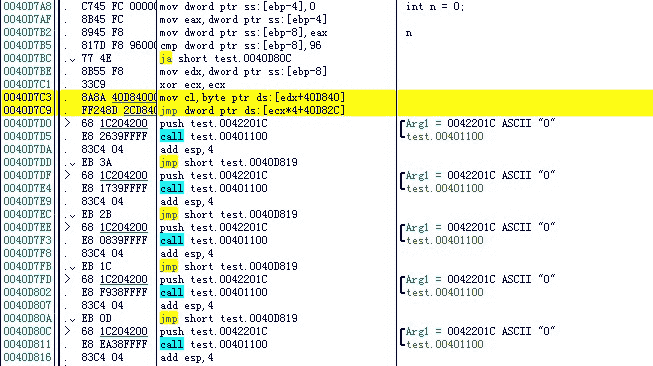 0040D7A8 . C745 FC 00000 mov dword ptr ss:[ebp-4],0 int n = 0;
0040D7AF . 8B45 FC mov eax,dword ptr ss:[ebp-4]
0040D7B2 . 8945 F8 mov dword ptr ss:[ebp-8],eax n
0040D7B5 . 817D F8 96000 cmp dword ptr ss:[ebp-8],96
0040D7BC .v 77 4E ja short test.0040D80C
0040D7BE . 8B55 F8 mov edx,dword ptr ss:[ebp-8]
0040D7C1 . 33C9 xor ecx,ecx
0040D7C3 . 8A8A 40D84000 mov cl,byte ptr ds:[edx+40D840]
0040D7C9 . FF248D 2CD840 jmp dword ptr ds:[ecx*4+40D82C]
0040D7D0 > 68 1C204200 push test.0042201C Arg1 = 0042201C ASCII "0"
0040D7D5 . E8 2639FFFF call test.00401100 test.00401100
0040D7DA . 83C4 04 add esp,4
0040D7DD .v EB 3A jmp short test.0040D819
0040D7DF > 68 1C204200 push test.0042201C Arg1 = 0042201C ASCII "0"
0040D7E4 . E8 1739FFFF call test.00401100 test.00401100
0040D7E9 . 83C4 04 add esp,4
0040D7EC .v EB 2B jmp short test.0040D819
0040D7EE > 68 1C204200 push test.0042201C Arg1 = 0042201C ASCII "0"
0040D7F3 . E8 0839FFFF call test.00401100 test.00401100
0040D7F8 . 83C4 04 add esp,4
0040D7FB .v EB 1C jmp short test.0040D819
0040D7FD > 68 1C204200 push test.0042201C Arg1 = 0042201C ASCII "0"
0040D802 . E8 F938FFFF call test.00401100 test.00401100
0040D807 . 83C4 04 add esp,4
0040D80A .v EB 0D jmp short test.0040D819
0040D80C > 68 1C204200 push test.0042201C Arg1 = 0042201C ASCII "0"
0040D811 . E8 EA38FFFF call test.00401100 test.00401100
0040D816 . 83C4 04 add esp,4